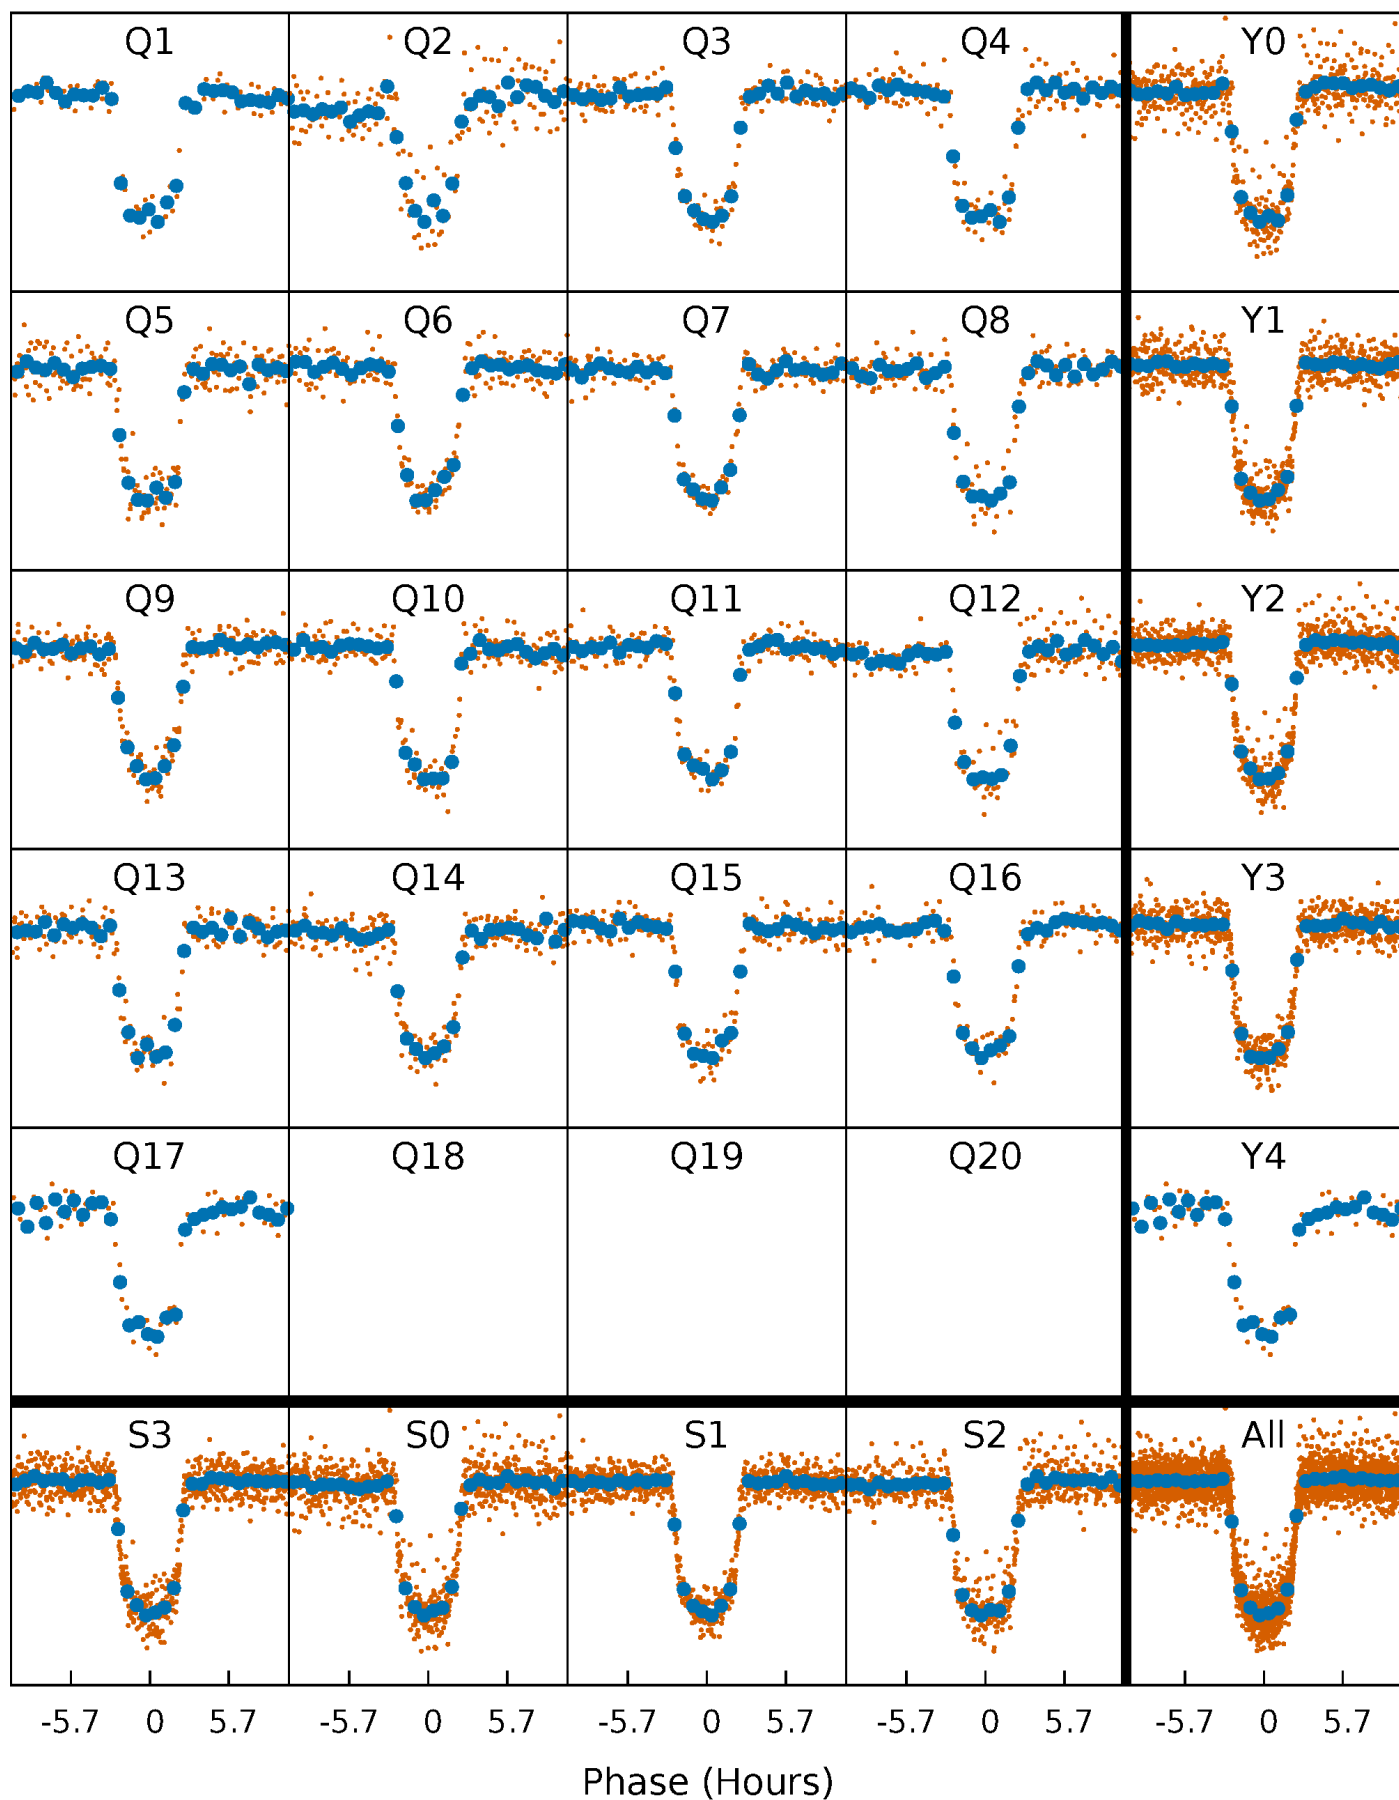 Q1 Q2 Q3 Q4 Y0
Q5 Q6 Q7 Q8 Y1
Q9 Q10 Q11 Q12 Y2
Q13 Q14 Q15 Q16 Y3
Q17 Q18 Q19 Q20 Y4
S3 S0 S1 S2 All
-5.7 0 5.7 -5.7 0 5.7 -5.7 0 5.7 -5.7 0 5.7 -5.7 0 5.7
Phase (Hours)